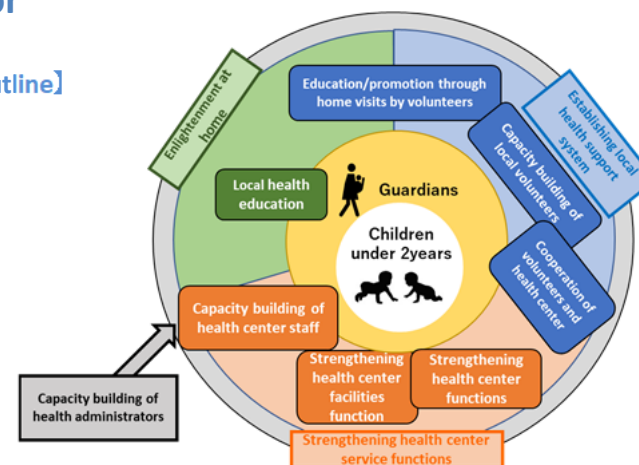 tline】
Enlightenment at
home
Education/promotion through
home visits by volunteers
Establishing local
health support
system
Capacity building of
local volunteers
Local health
education
Guardians
Children
under 2years
Cooperation of
volunteers and
health center
Capacity building of
health center staff
Strengthening
health center
facilities
function
Strengthening
health center
functions
Capacity building of
health administrators
Strengthening health center
service functions